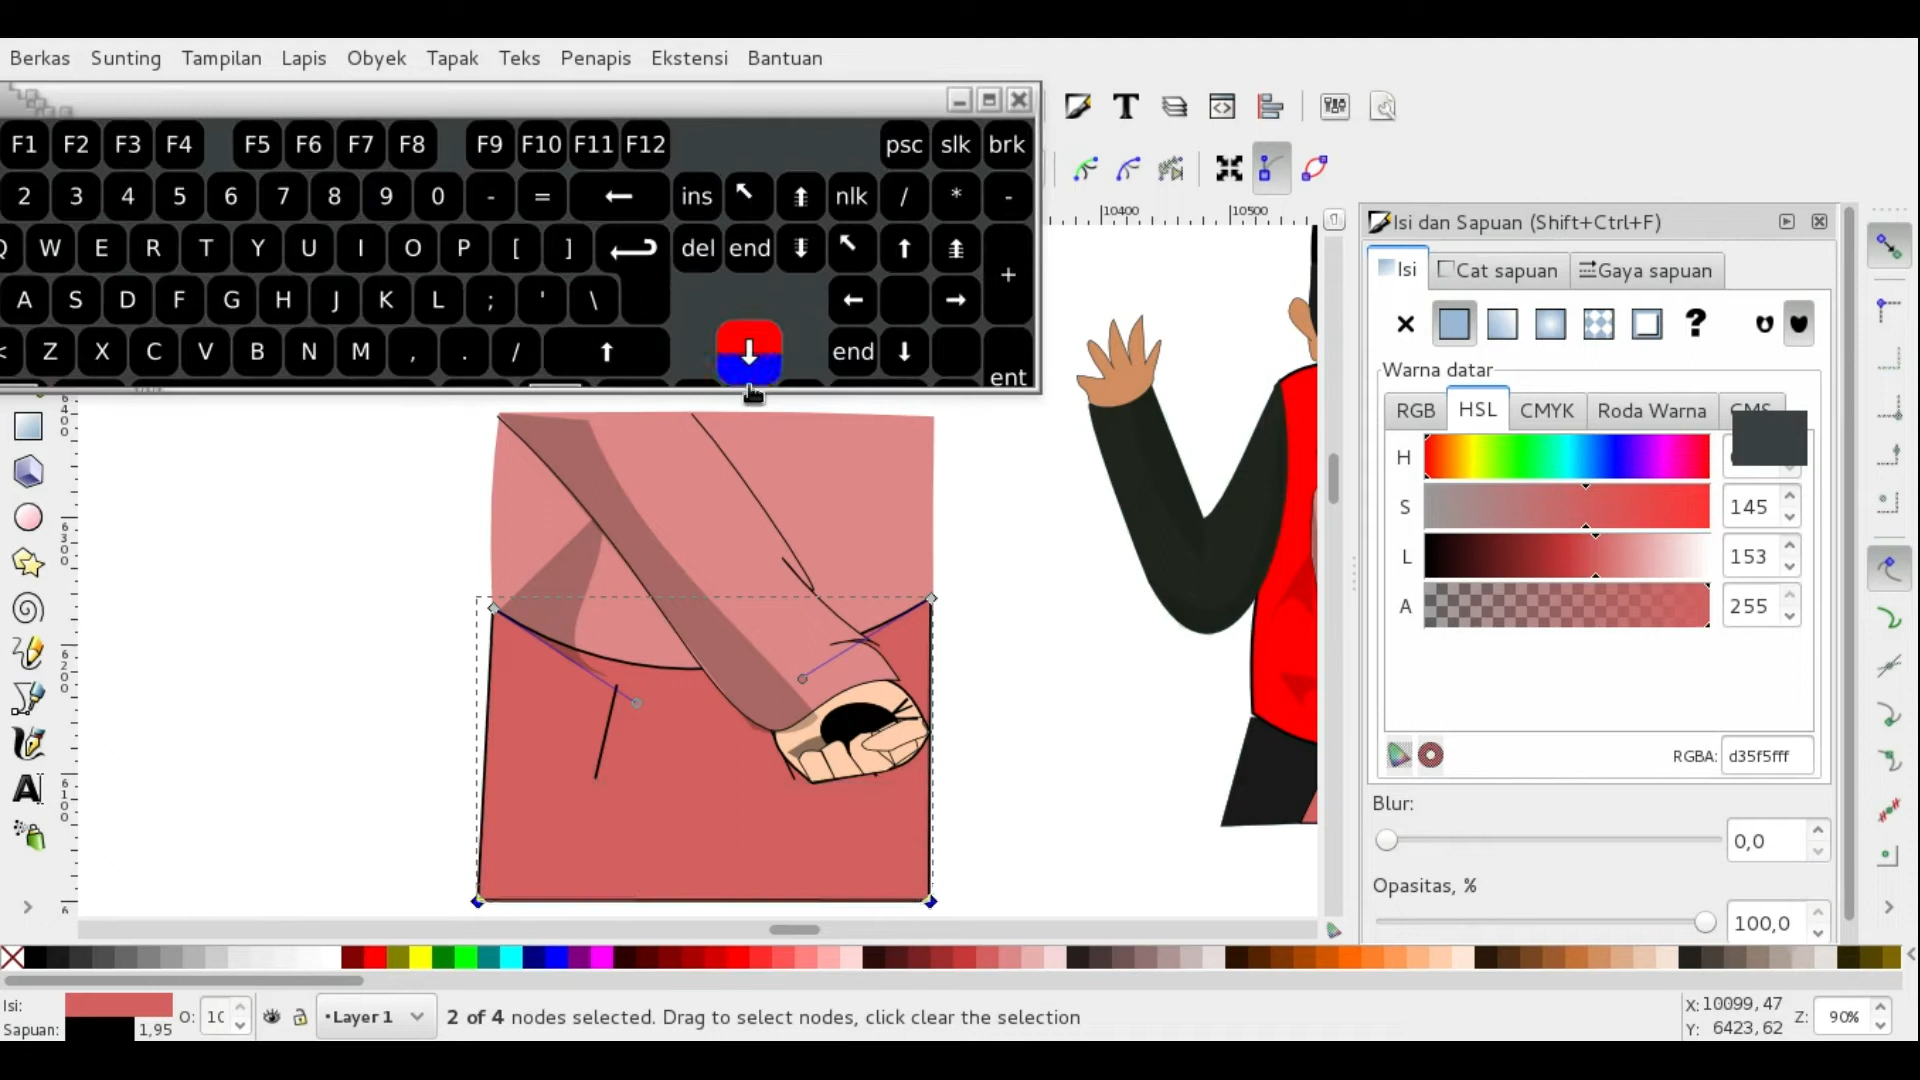 Berkas Sunting Tampilan Lapis Obyek Tapak Teks Penapis Ekstensi Bantuan
F1 F2 F3 F4 F5 F6 F7 F8 F9 F10 F11 F12 psc slk brk
2 3 4 5 6 7 8 9 0 - = ← ins ↖ nlk / * -
Q W E R T Y U I O P [ ] del end ↖ ↑ +
A S D F G H J K L ; ' \ ← →
< Z X C V B N M , . / ↑ ↓ end ↓ ent
10400 10500
Isi dan Sapuan (Shift+Ctrl+F)
Isi Cat sapuan Gaya sapuan
?
Warna datar
RGB HSL CMYK Roda Warna CMS
H
S 145
L 153
A 255
RGBA: d35f5fff
Blur:
0,0
Opasitas, %
100,0
6300
6200
6100
Isi:
Sapuan: 1,95
O: 10
•Layer 1
2 of 4 nodes selected. Drag to select nodes, click clear the selection
X: 10099,47
Y: 6423,62
Z: 90%